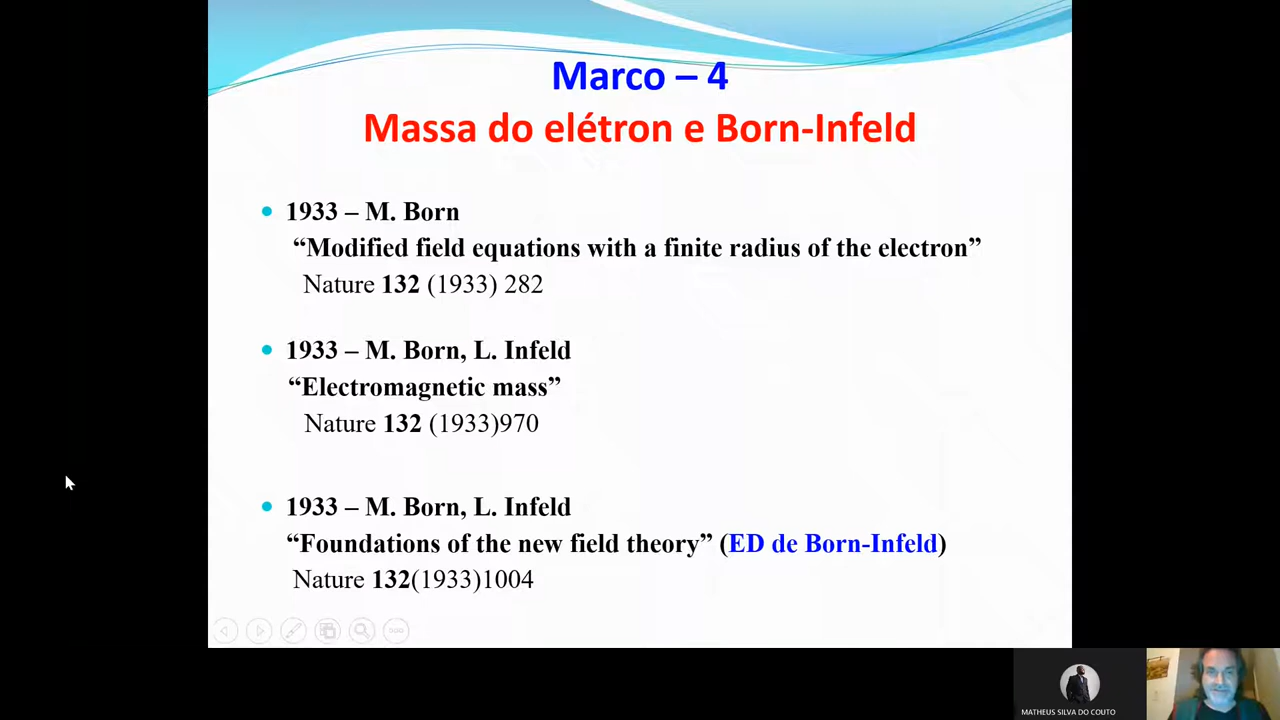 Marco – 4
Massa do elétron e Born-Infeld
1933 – M. Born
“Modified field equations with a finite radius of the electron”
Nature 132 (1933) 282
1933 – M. Born, L. Infeld
“Electromagnetic mass”
Nature 132 (1933)970
1933 – M. Born, L. Infeld
“Foundations of the new field theory” (ED de Born-Infeld)
Nature 132(1933)1004
MATHEUS SILVA DO COUTO